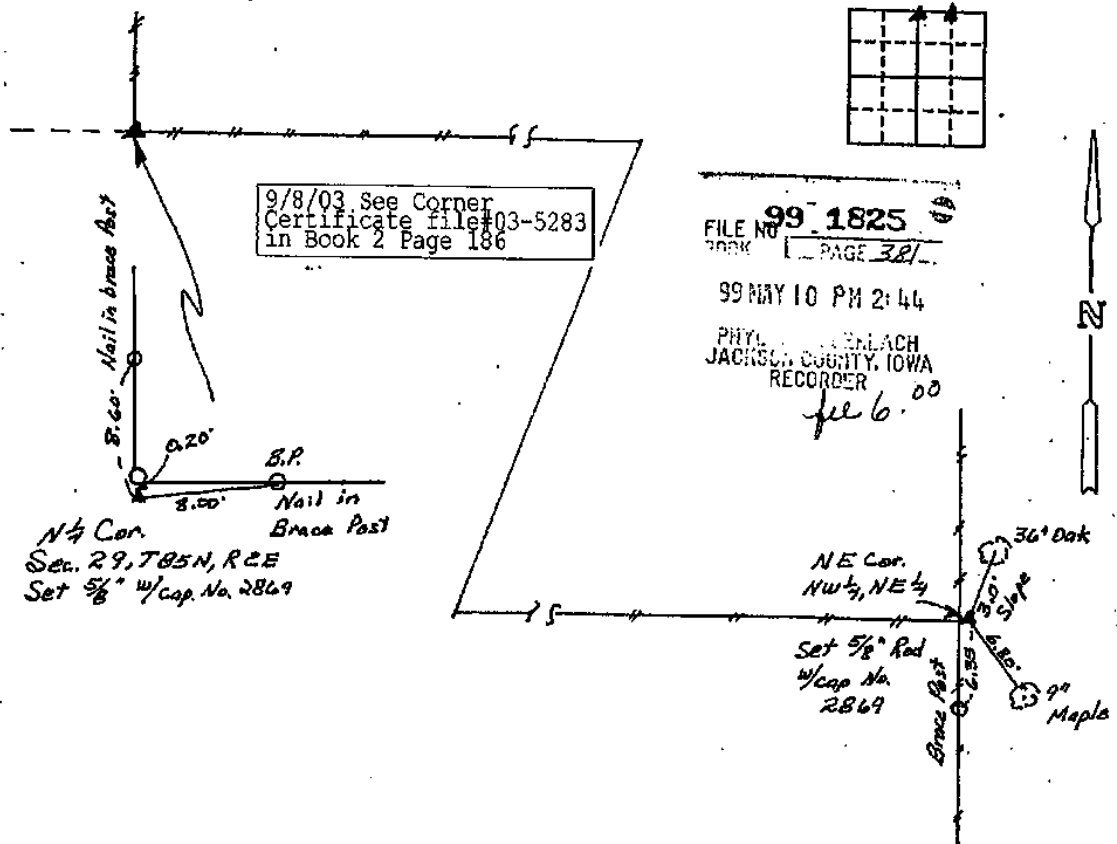 9/8/03 See Corner
Certificate file#03-5283
in Book 2 Page 186
FILE NO 99 1825
BOOK 1 PAGE 381
99 MAY 10 PM 2:44
JACKSON COUNTY, IOWA
RECORDER
fee 6.00
N
8.60' Nail in brace Post
0.20'
8.00'
B.P.
Nail in
Brace Post
N¼ Cor.
Sec. 29, T85N, R2E
Set 5/8" w/cap. No. 2869
NE Cor.
NW¼, NE¼
Set 5/8" Rod
w/cap No.
2869
36" Oak
3.0'
Slope
6.80'
9"
Maple
6.35
Brace Post